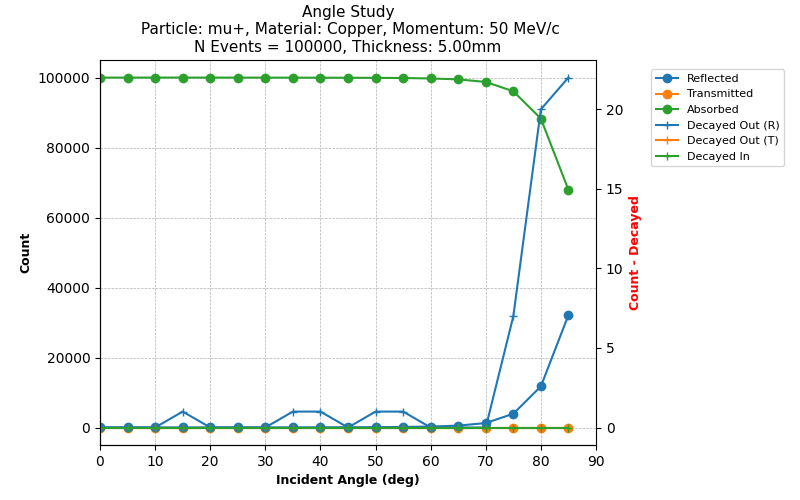 Angle Study
Particle: mu+, Material: Copper, Momentum: 50 MeV/c
N Events = 100000, Thickness: 5.00mm
100000
80000
60000
40000
20000
0
Count
0 10 20 30 40 50 60 70 80 90
Incident Angle (deg)
20
15
10
5
0
Count - Decayed
Reflected
Transmitted
Absorbed
Decayed Out (R)
Decayed Out (T)
Decayed In